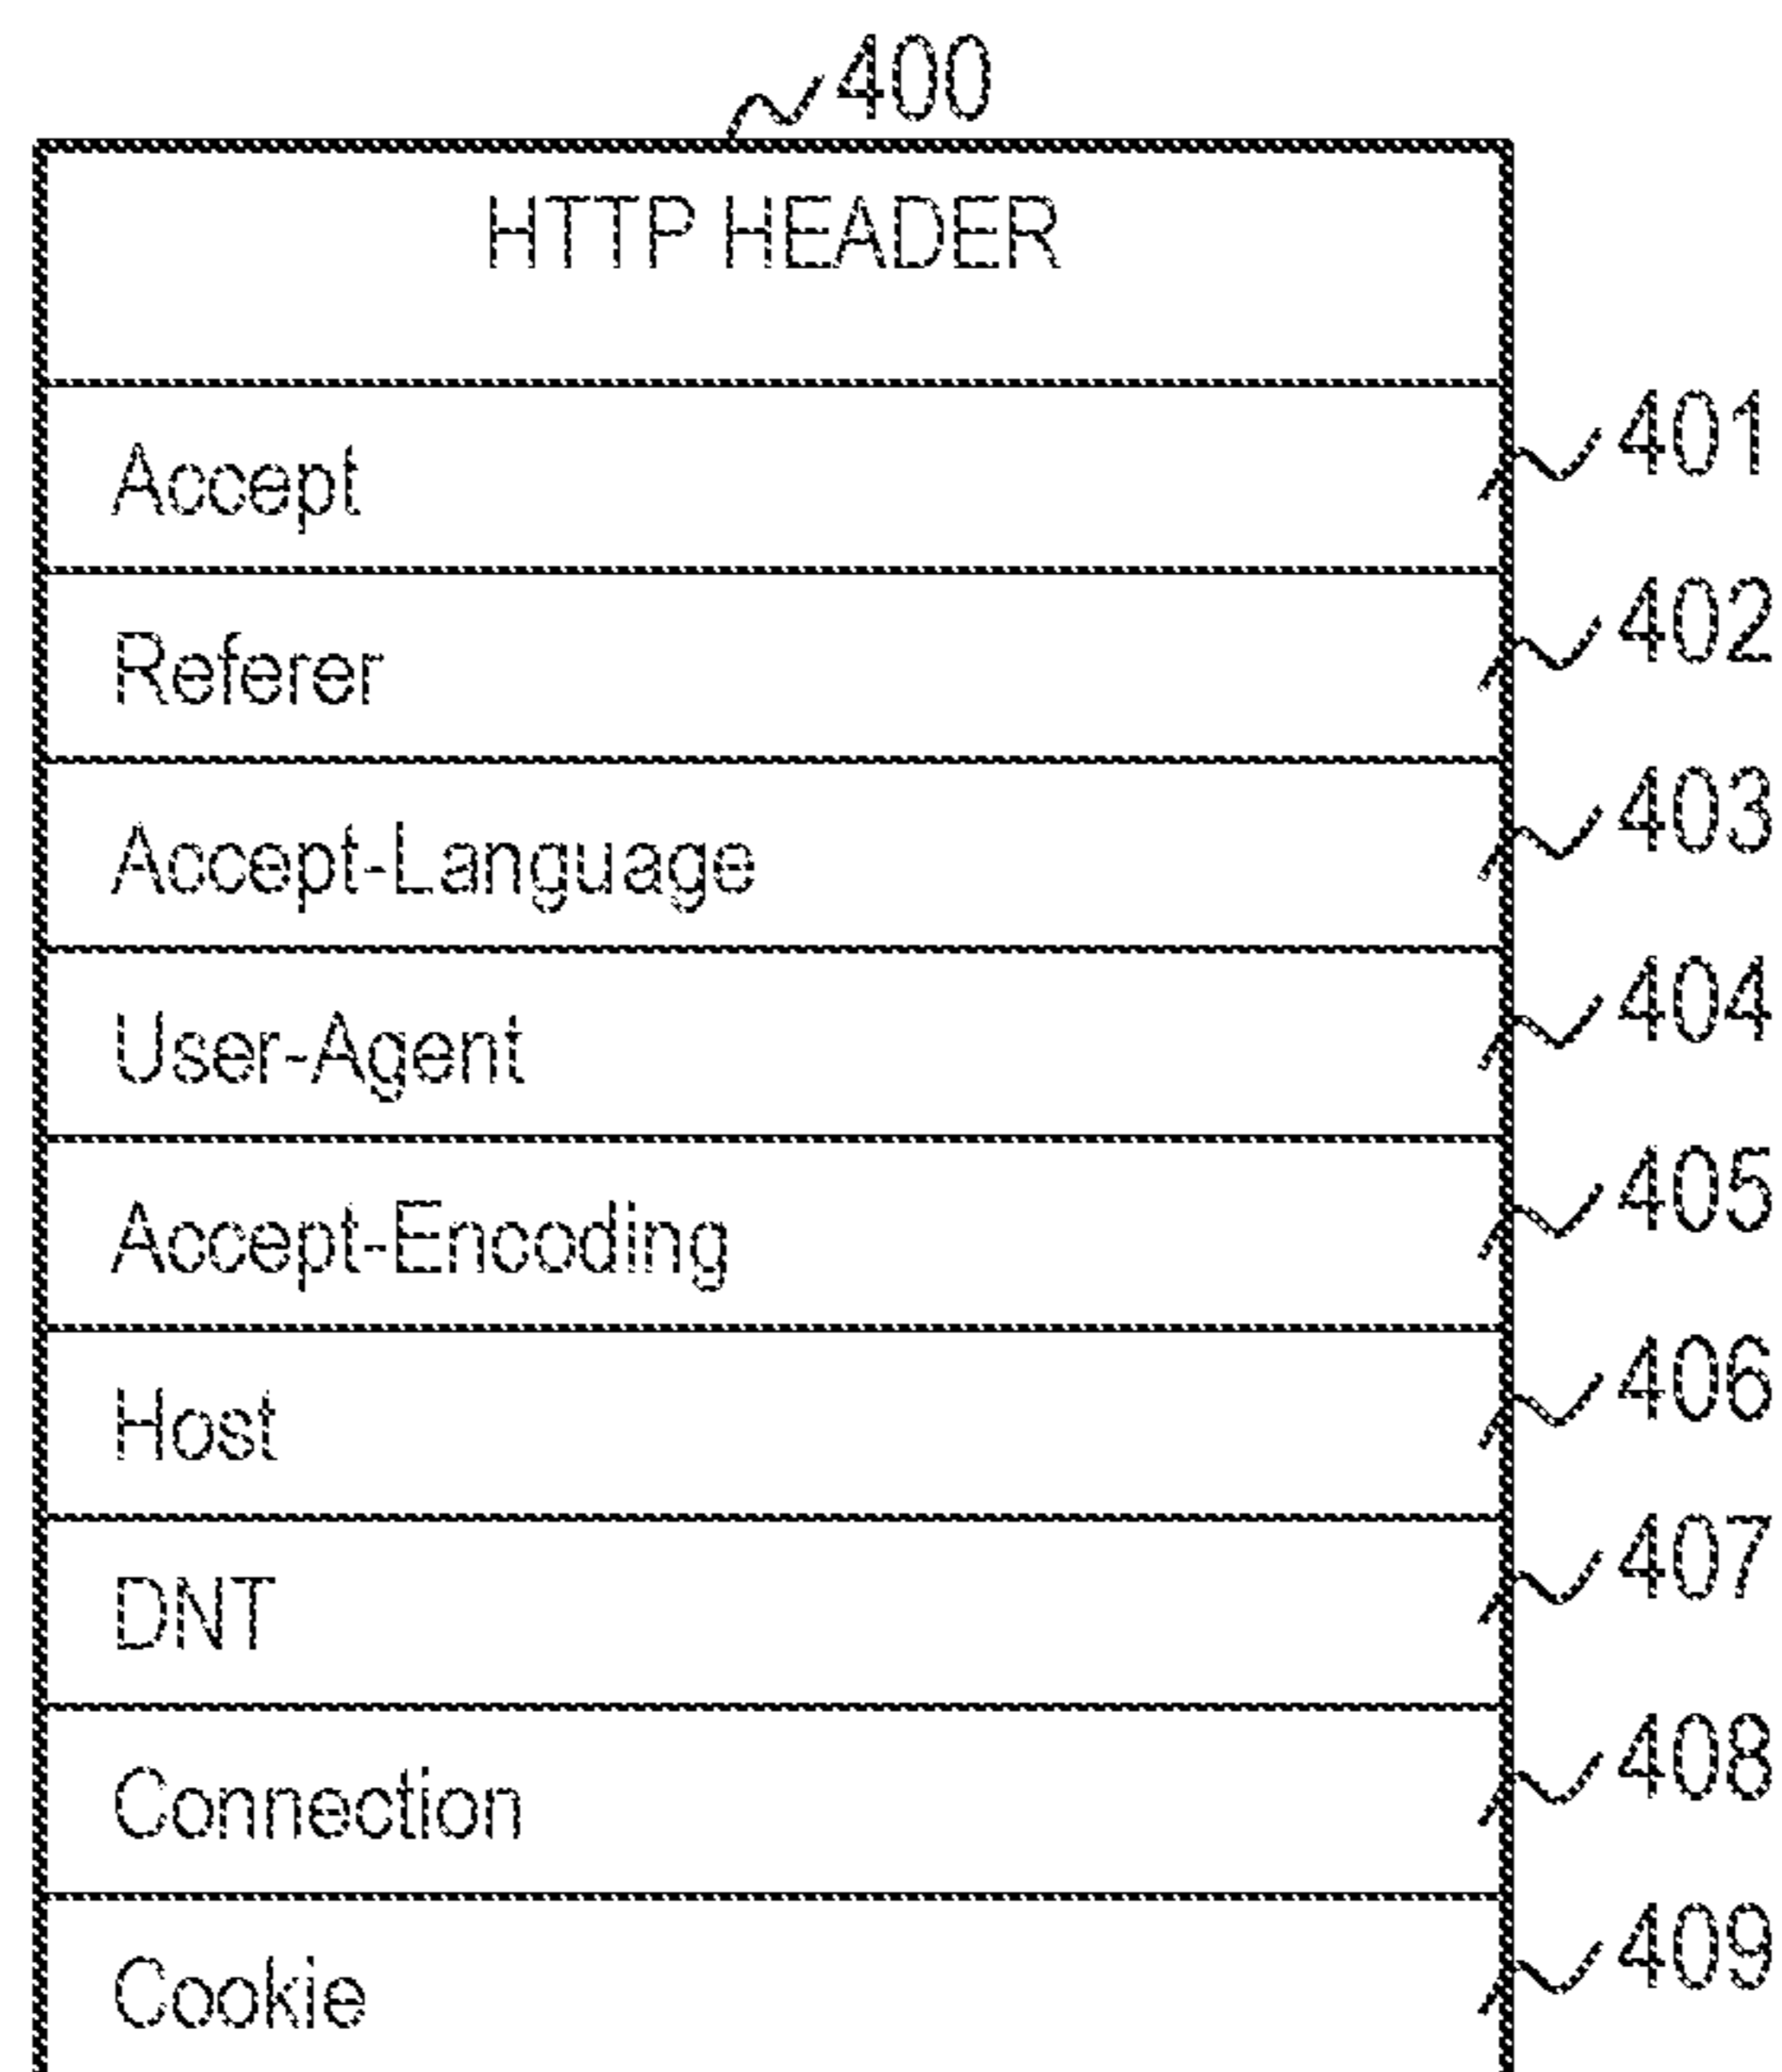 400
HTTP HEADER
Accept 401
Referer 402
Accept-Language 403
User-Agent 404
Accept-Encoding 405
Host 406
DNT 407
Connection 408
Cookie 409